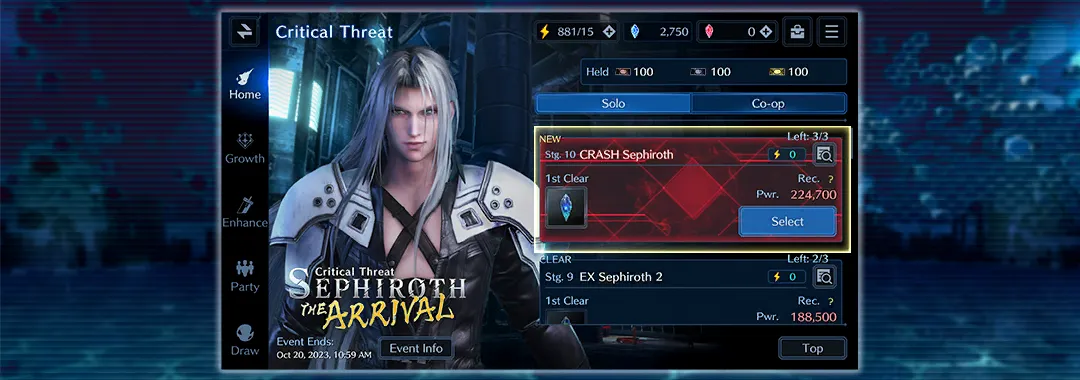 Critical Threat
881/15
2,750
0
Held 100 100 100
Home
Growth
Enhance
Party
Draw
Solo
Co-op
NEW
Left: 3/3
Stg. 10 CRASH Sephiroth
0
1st Clear
Rec. ?
Pwr. 224,700
Select
CLEAR
Left: 2/3
Stg. 9 EX Sephiroth 2
0
1st Clear
Rec. ?
Pwr. 188,500
Critical Threat
SEPHIROTH
THE ARRIVAL
Event Ends:
Oct 20, 2023, 10:59 AM
Event Info
Top